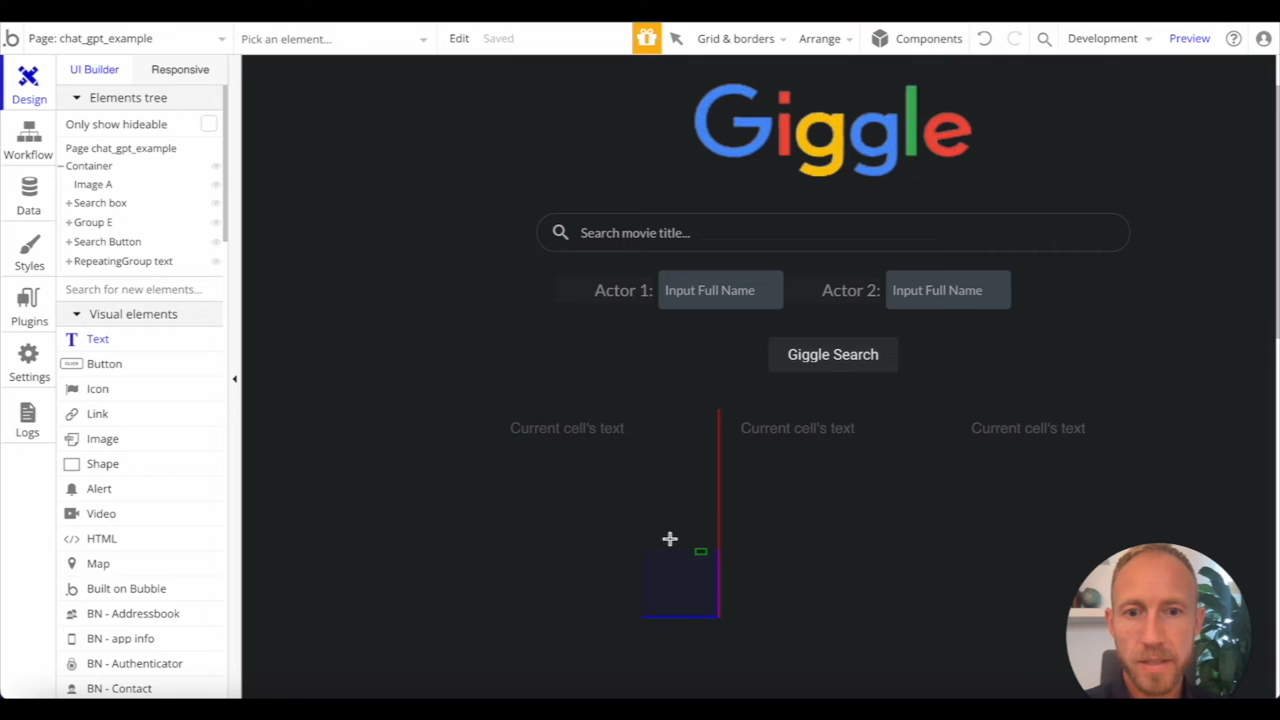 .b Page: chat_gpt_example Pick an element... Edit Saved Grid & borders Arrange Components Development Preview
Design
Workflow
Data
Styles
Plugins
Settings
Logs
UI Builder Responsive
Elements tree
Only show hideable
Page chat_gpt_example
Container
Image A
Search box
Group E
Search Button
RepeatingGroup text
Search for new elements...
Visual elements
T Text
CLICK Button
Icon
Link
Image
Shape
Alert
Video
</> HTML
Map
Built on Bubble
BN - Addressbook
BN - app info
BN - Authenticator
BN - Contact
Giggle
Search movie title...
Actor 1: Input Full Name Actor 2: Input Full Name
Giggle Search
Current cell's text Current cell's text Current cell's text